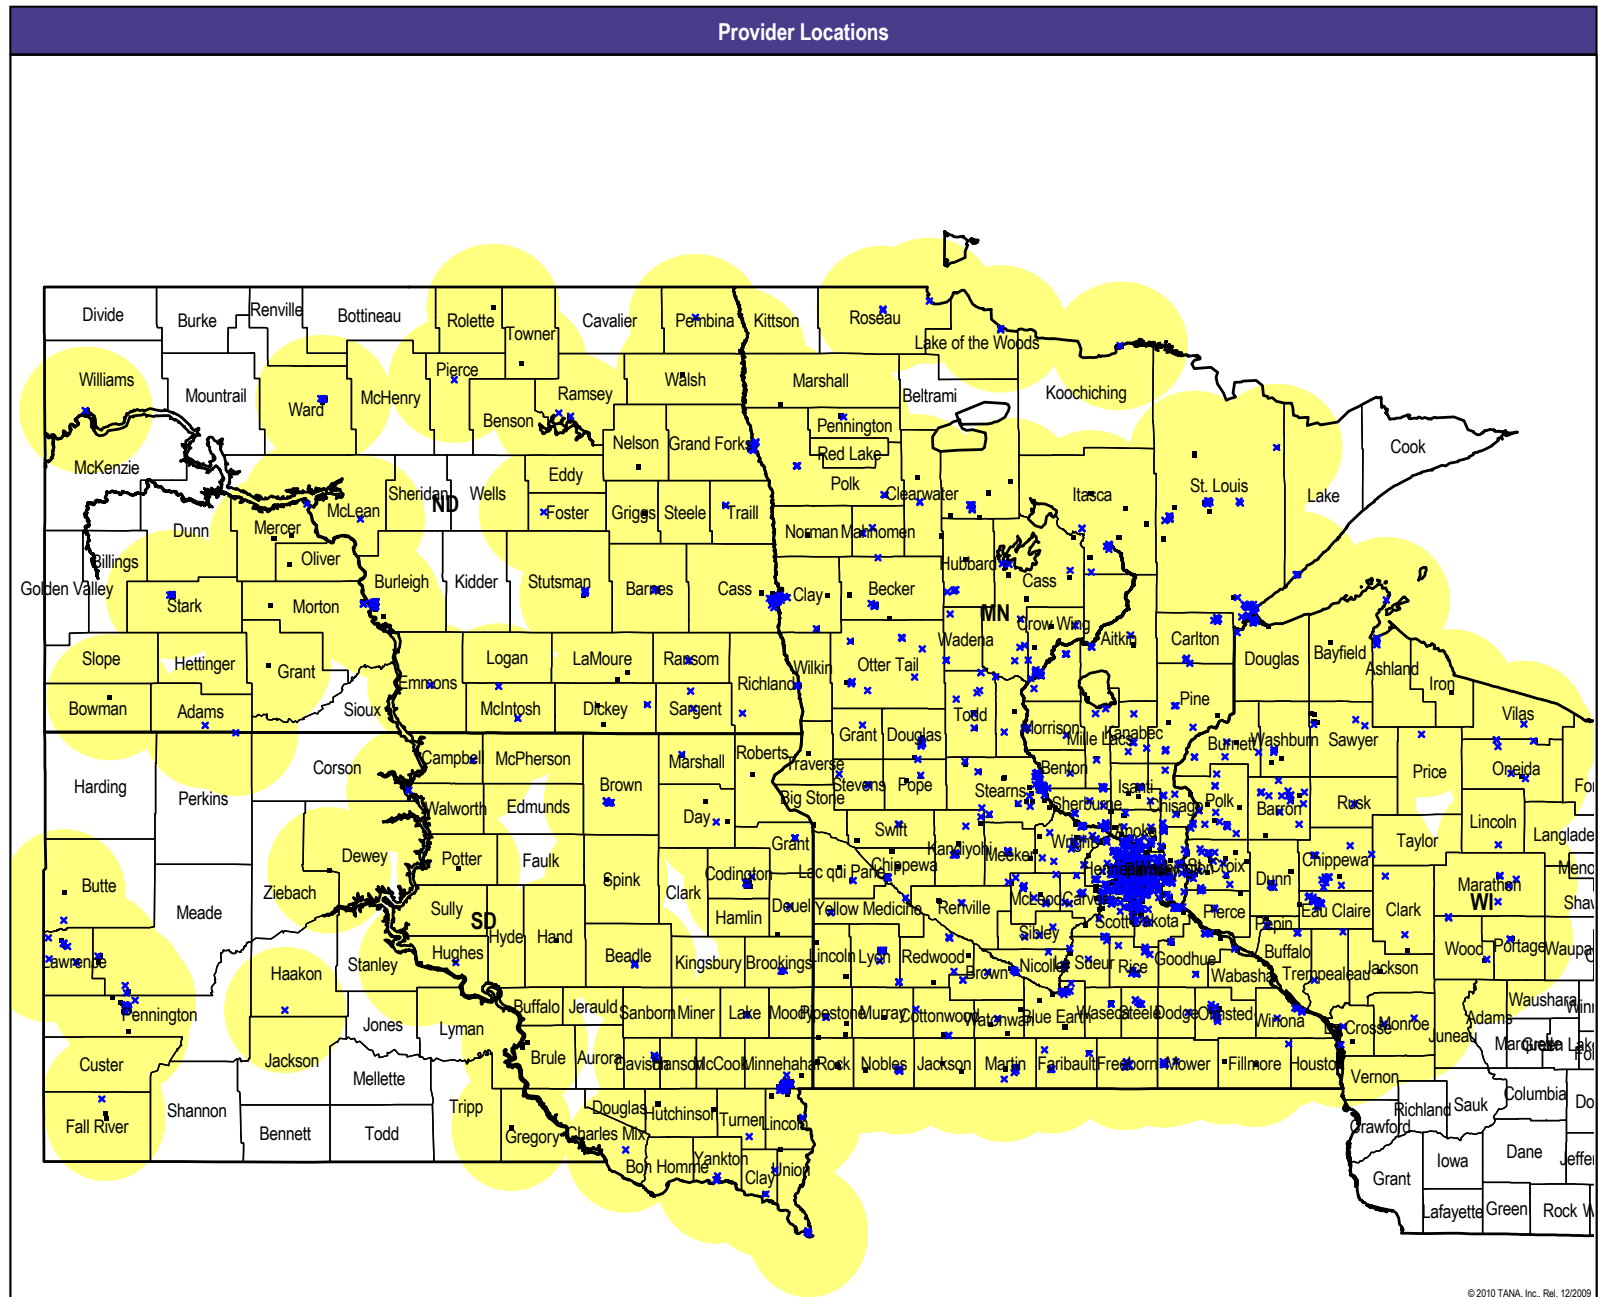 Provider Locations
Divide
Burke
Renville
Bottineau
Rolette
Towner
Cavalier
Pembina
Kittson
Roseau
Lake of the Woods
Williams
Mountrail
Ward
McHenry
Pierce
Benson
Ramsey
Walsh
Marshall
Beltrami
Koochiching
Pennington
Nelson
Grand Forks
Red Lake
Cook
McKenzie
McLean
Sheridan
ND
Wells
Eddy
Polk
Clearwater
Itasca
St. Louis
Lake
Dunn
Mercer
Foster
Griggs
Steele
Traill
Norman
Mahnomen
Billings
Oliver
Golden Valley
Burleigh
Kidder
Stutsman
Barnes
Cass
Clay
Becker
Hubbard
Cass
Stark
Morton
MN
Crow Wing
Aitkin
Carlton
Wadena
Slope
Hettinger
Grant
Logan
LaMoure
Ransom
Wilkin
Otter Tail
Douglas
Bayfield
Ashland
Iron
Emmons
Richland
Bowman
Adams
Sioux
McIntosh
Dickey
Sargent
Todd
Pine
Vilas
Morrison
Mille Lacs
Kanabec
Grant
Douglas
Burnett
Washburn
Sawyer
Campbell
McPherson
Marshall
Roberts
Traverse
Benton
Corson
Harding
Perkins
Brown
Stevens
Pope
Stearns
Isanti
Price
Oneida
Big Stone
Walworth
Edmunds
Sherburne
Chisago
Polk
Barron
Rusk
Day
Swift
Anoka
Lincoln
Taylor
Langlade
Grant
Wright
Kandiyohi
Meeker
Dewey
Potter
Faulk
Lac qui Parle
Chippewa
St. Croix
Chippewa
Butte
Ziebach
Spink
Clark
Codington
Dunn
Marathon
Meade
Sully
SD
Hyde
Hand
Hamlin
Deuel
Yellow Medicine
Renville
McLeod
Carver
Scott
Dakota
Pierce
Eau Claire
Clark
WI
Pepin
Sibley
Lawrence
Haakon
Stanley
Hughes
Beadle
Kingsbury
Brookings
Lincoln
Lyon
Redwood
Brown
Nicollet
Le Sueur
Rice
Goodhue
Wabasha
Buffalo
Trempealeau
Jackson
Wood
Portage
Pennington
Jones
Lyman
Buffalo
Jerauld
Sanborn
Miner
Lake
Moody
Pipestone
Murray
Cottonwood
Watonwan
Blue Earth
Waseca
Steele
Dodge
Olmsted
Winona
La Crosse
Monroe
Juneau
Adams
Waushara
Marquette
Green Lake
Custer
Jackson
Mellette
Brule
Aurora
Davison
Hanson
McCook
Minnehaha
Rock
Nobles
Jackson
Martin
Faribault
Freeborn
Mower
Fillmore
Houston
Vernon
Fall River
Shannon
Bennett
Todd
Tripp
Gregory
Douglas
Charles Mix
Hutchinson
Turner
Lincoln
Bon Homme
Yankton
Clay
Union
Columbia
Richland
Sauk
Crawford
Grant
Iowa
Dane
Lafayette
Green
Rock
© 2010 TANA, Inc., Rel. 12/2009